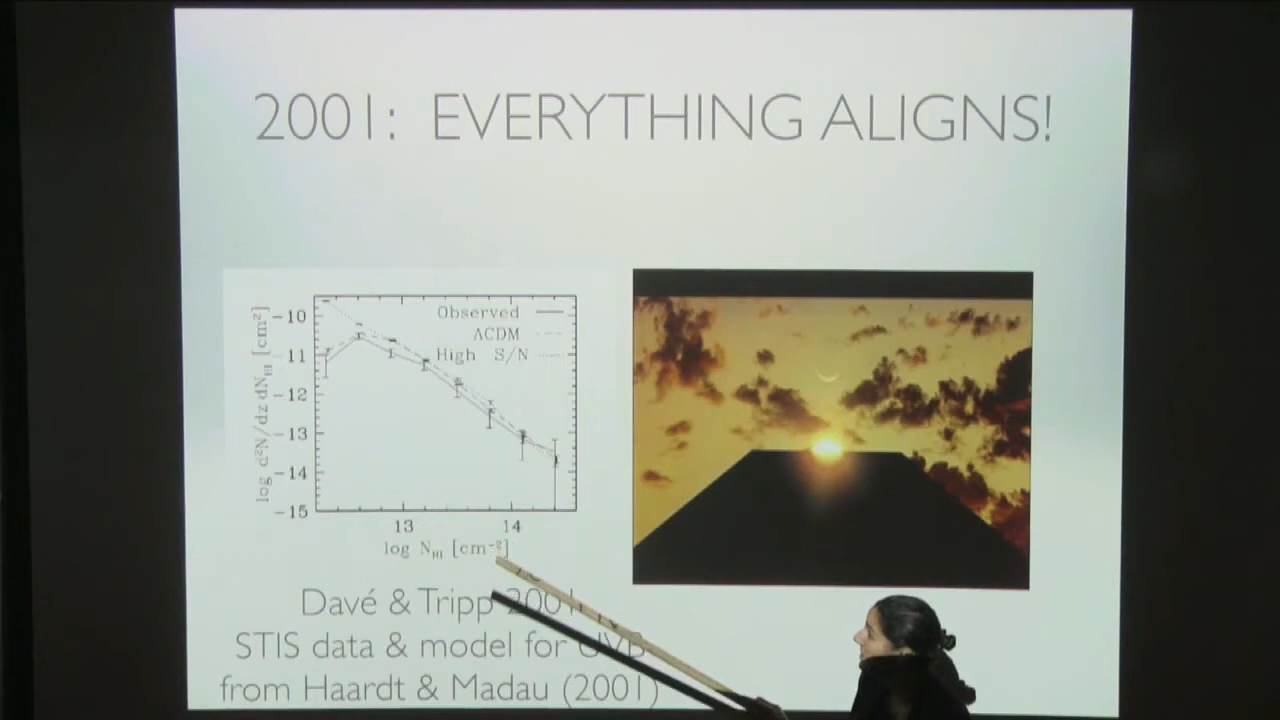 2001: EVERYTHING ALIGNS!
Observed
ΛCDM
High S/N
log d²N/dz dN_HI [cm²]
-10
-11
-12
-13
-14
-15
13
14
log N_HI [cm⁻²]
Davé & Tripp 2001,
STIS data & model for UVB
from Haardt & Madau (2001)